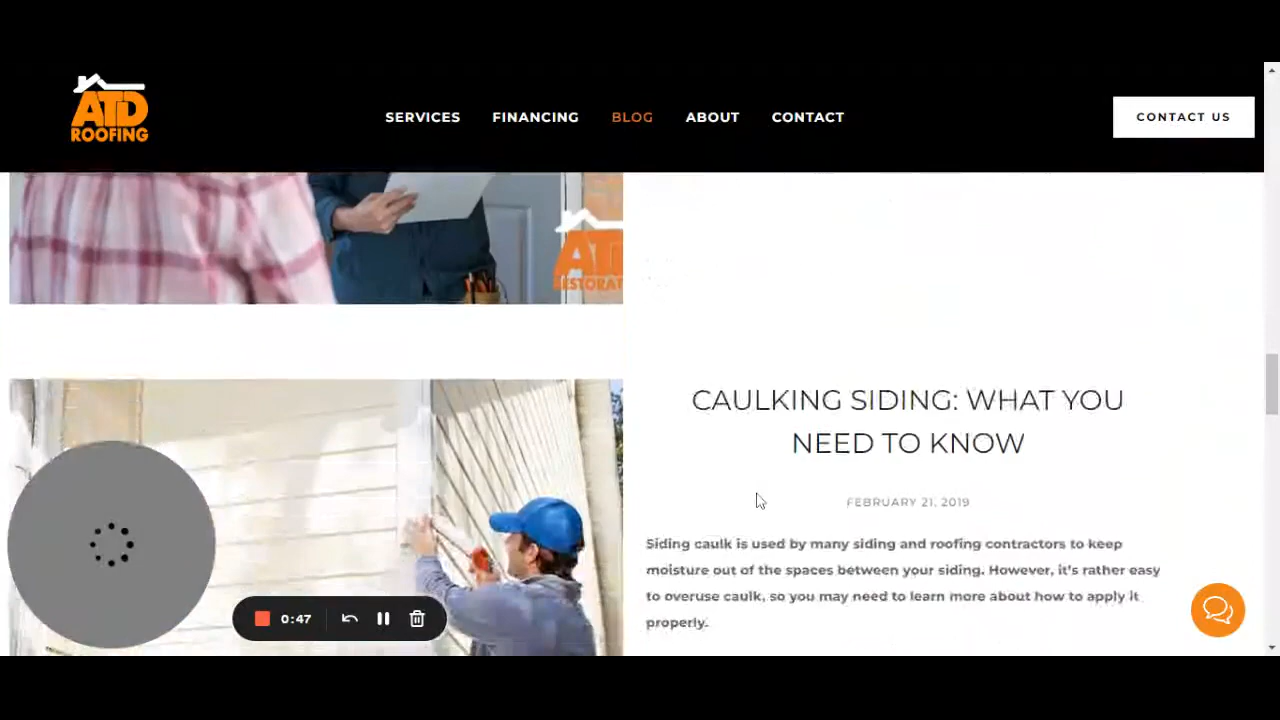 ATD
ROOFING
SERVICES FINANCING BLOG ABOUT CONTACT
CONTACT US
CAULKING SIDING: WHAT YOU
NEED TO KNOW
FEBRUARY 21, 2019
Siding caulk is used by many siding and roofing contractors to keep
moisture out of the spaces between your siding. However, it's rather easy
to overuse caulk, so you may need to learn more about how to apply it
properly.
0:47